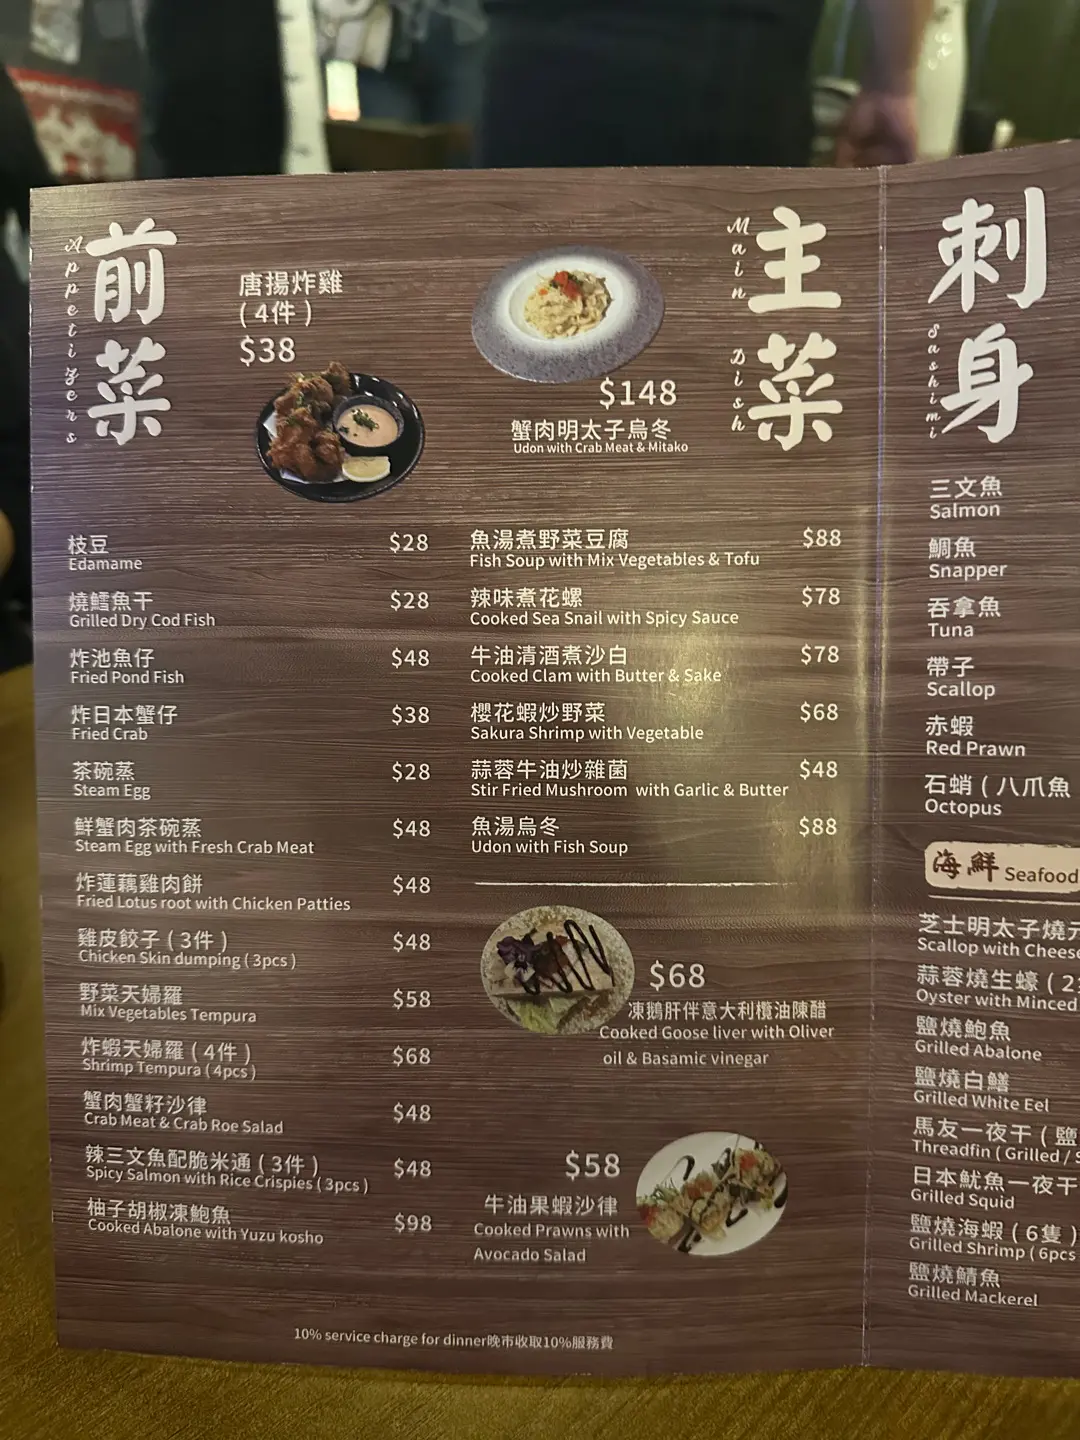 前菜
Appetizers
唐揚炸雞
(4件)
$38
枝豆 $28
Edamame
燒鱈魚干 $28
Grilled Dry Cod Fish
炸池魚仔 $48
Fried Pond Fish
炸日本蟹仔 $38
Fried Crab
茶碗蒸 $28
Steam Egg
鮮蟹肉茶碗蒸 $48
Steam Egg with Fresh Crab Meat
炸蓮藕雞肉餅 $48
Fried Lotus root with Chicken Patties
雞皮餃子 (3件) $48
Chicken Skin dumping (3pcs)
野菜天婦羅 $58
Mix Vegetables Tempura
炸蝦天婦羅 (4件) $68
Shrimp Tempura (4pcs)
蟹肉蟹籽沙律 $48
Crab Meat & Crab Roe Salad
辣三文魚配脆米通 (3件) $48
Spicy Salmon with Rice Crispies (3pcs)
柚子胡椒凍鮑魚 $98
Cooked Abalone with Yuzu kosho
主菜
Main Dish
$148
蟹肉明太子烏冬
Udon with Crab Meat & Mitako
魚湯煮野菜豆腐 $88
Fish Soup with Mix Vegetables & Tofu
辣味煮花螺 $78
Cooked Sea Snail with Spicy Sauce
牛油清酒煮沙白 $78
Cooked Clam with Butter & Sake
櫻花蝦炒野菜 $68
Sakura Shrimp with Vegetable
蒜蓉牛油炒雜菌 $48
Stir Fried Mushroom with Garlic & Butter
魚湯烏冬 $88
Udon with Fish Soup
$68
凍鵝肝伴意大利欖油陳醋
Cooked Goose liver with Oliver
oil & Basamic vinegar
$58
牛油果蝦沙律
Cooked Prawns with
Avocado Salad
10% service charge for dinner晚市收取10%服務費
刺身
Sashimi
三文魚
Salmon
鯛魚
Snapper
吞拿魚
Tuna
帶子
Scallop
赤蝦
Red Prawn
石蛸 (八爪魚
Octopus
海鮮 Seafood
芝士明太子燒元
Scallop with Cheese
蒜蓉燒生蠔 (2
Oyster with Minced
鹽燒鮑魚
Grilled Abalone
鹽燒白鱔
Grilled White Eel
馬友一夜干 (鹽
Threadfin (Grilled / S
日本魷魚一夜干
Grilled Squid
鹽燒海蝦 (6隻)
Grilled Shrimp (6pcs
鹽燒鯖魚
Grilled Mackerel